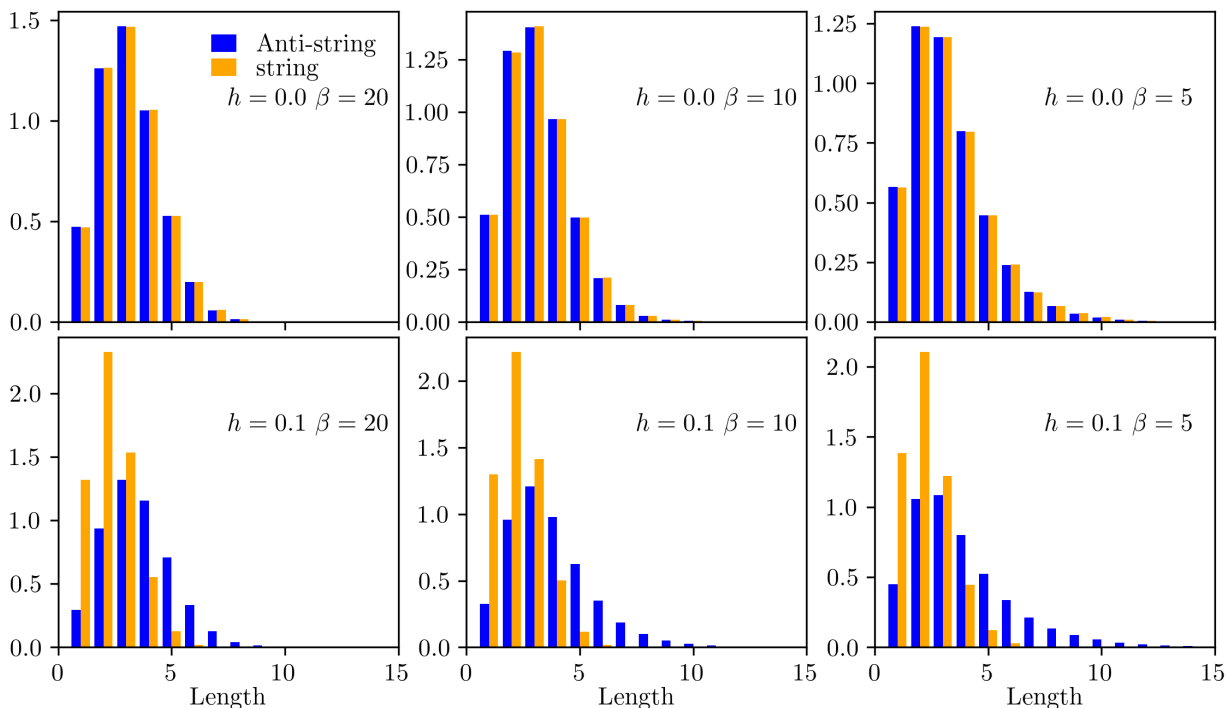 1.5
1.0
0.5
0.0
Anti-string
string
h = 0.0 β = 20
1.25
1.00
0.75
0.50
0.25
0.00
h = 0.0 β = 10
1.25
1.00
0.75
0.50
0.25
0.00
h = 0.0 β = 5
2.0
1.5
1.0
0.5
0.0
h = 0.1 β = 20
0 5 10 15
Length
2.0
1.5
1.0
0.5
0.0
h = 0.1 β = 10
0 5 10 15
Length
2.0
1.5
1.0
0.5
0.0
h = 0.1 β = 5
0 5 10 15
Length